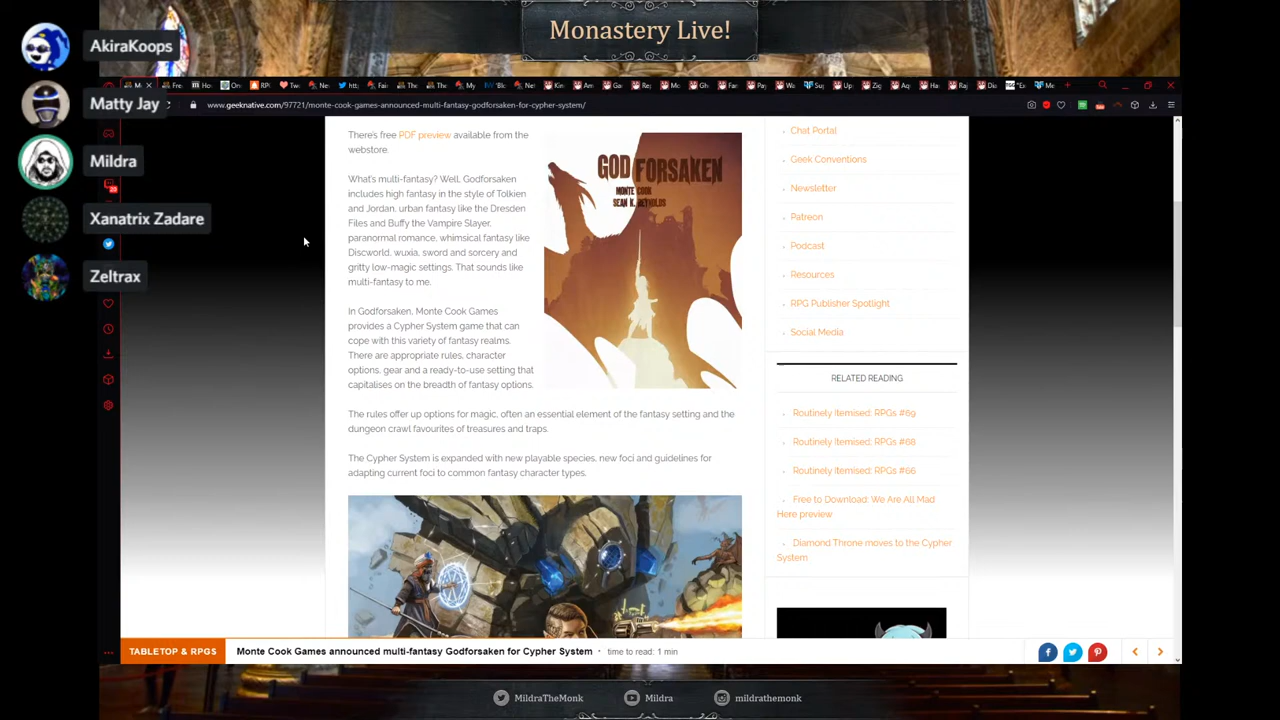 Monastery Live!
AkiraKoops
Matty Jay
Mildra
Xanatrix Zadare
Zeltrax
www.geeknative.com/97721/monte-cook-games-announced-multi-fantasy-godforsaken-for-cypher-system/
There's free PDF preview available from the
webstore.
What's multi-fantasy? Well, Godforsaken
includes high fantasy in the style of Tolkien
and Jordan, urban fantasy like the Dresden
Files and Buffy the Vampire Slayer,
paranormal romance, whimsical fantasy like
Discworld, wuxia, sword and sorcery and
gritty low-magic settings. That sounds like
multi-fantasy to me.
In Godforsaken, Monte Cook Games
provides a Cypher System game that can
cope with this variety of fantasy realms.
There are appropriate rules, character
options, gear and a ready-to-use setting that
capitalises on the breadth of fantasy options.
GOD FORSAKEN
MONTE COOK
SEAN K. REYNOLDS
The rules offer up options for magic, often an essential element of the fantasy setting and the
dungeon crawl favourites of treasures and traps.
The Cypher System is expanded with new playable species, new foci and guidelines for
adapting current foci to common fantasy character types.
Chat Portal
Geek Conventions
Newsletter
Patreon
Podcast
Resources
RPG Publisher Spotlight
Social Media
RELATED READING
Routinely Itemised: RPGs #69
Routinely Itemised: RPGs #68
Routinely Itemised: RPGs #66
Free to Download: We Are All Mad
Here preview
Diamond Throne moves to the Cypher
System
TABLETOP & RPGS
Monte Cook Games announced multi-fantasy Godforsaken for Cypher System • time to read: 1 min
MildraTheMonk
Mildra
mildrathemonk